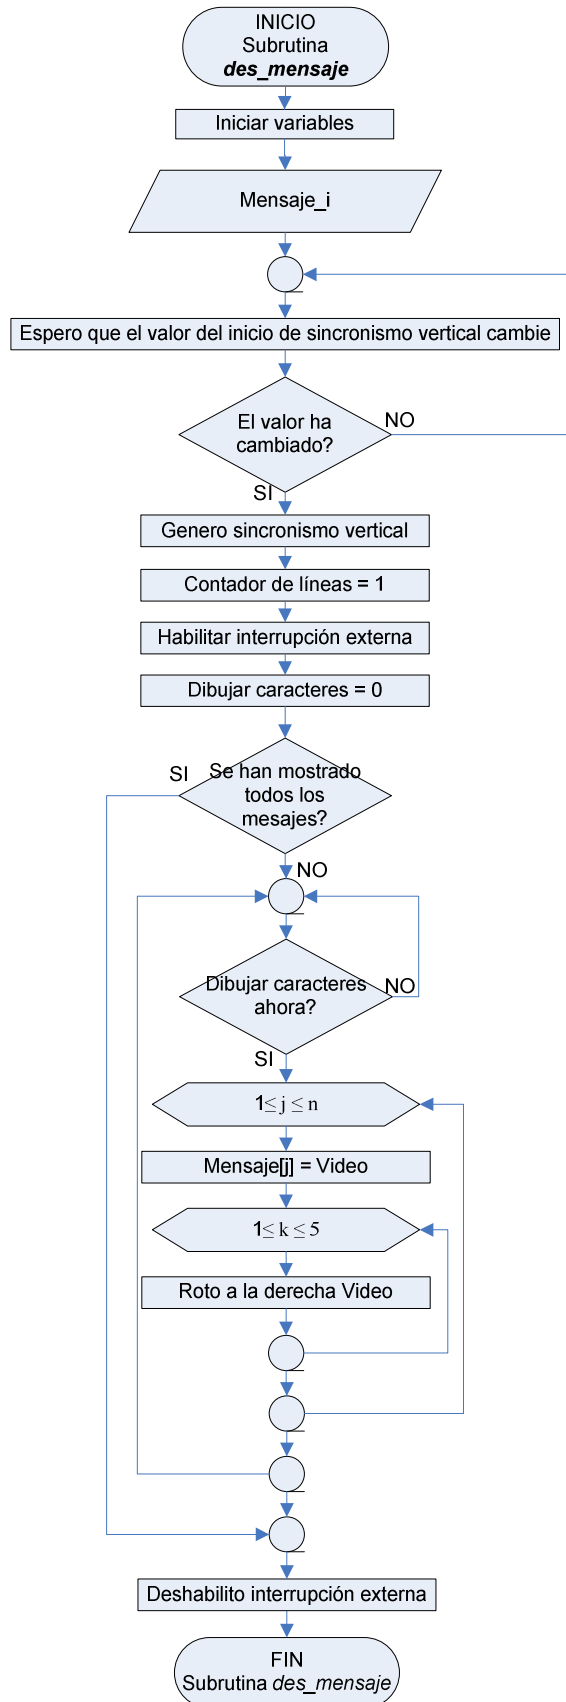 INICIO
Subrutina
des_mensaje
Iniciar variables
Mensaje_i
Espero que el valor del inicio de sincronismo vertical cambie
El valor ha
cambiado?
NO
SI
Genero sincronismo vertical
Contador de líneas = 1
Habilitar interrupción externa
Dibujar caracteres = 0
SI
Se han mostrado
todos los
mesajes?
NO
Dibujar caracteres
ahora?
NO
SI
1≤ j ≤ n
Mensaje[j] = Video
1≤ k ≤ 5
Roto a la derecha Video
Deshabilito interrupción externa
FIN
Subrutina des_mensaje